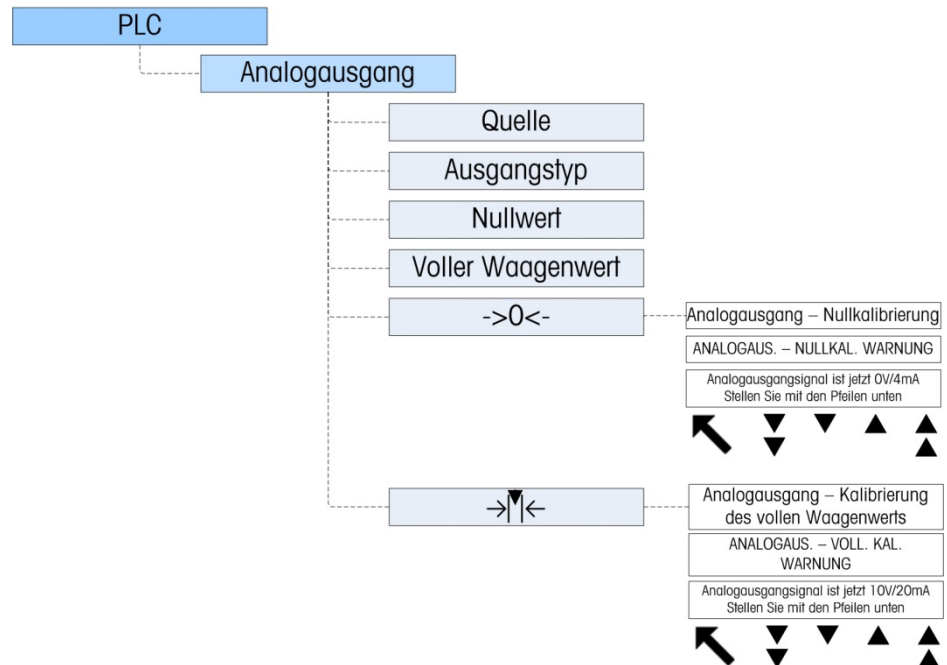 PLC
Analogausgang
Quelle
Ausgangstyp
Nullwert
Voller Waagenwert
->0<-
Analogausgang – Nullkalibrierung
ANALOGAUS. – NULLKAL. WARNUNG
Analogausgangsignal ist jetzt 0V/4mA
Stellen Sie mit den Pfeilen unten
Analogausgang – Kalibrierung
des vollen Waagenwerts
ANALOGAUS. – VOLL. KAL.
WARNUNG
Analogausgangsignal ist jetzt 10V/20mA
Stellen Sie mit den Pfeilen unten